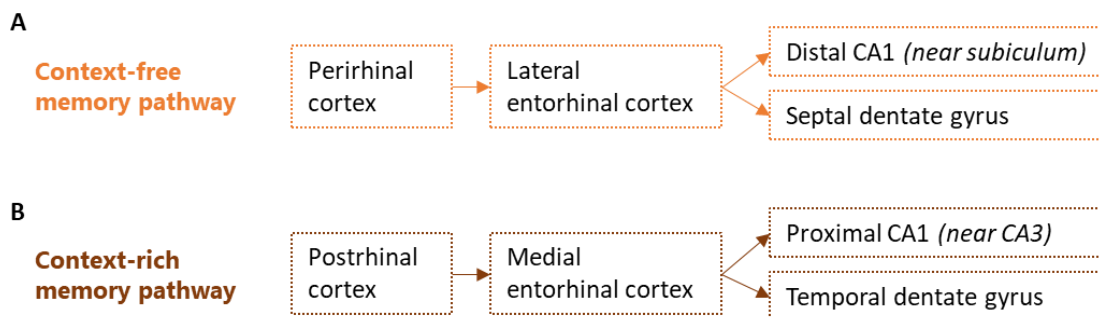 A
Context-free
memory pathway
Perirhinal
cortex
Lateral
entorhinal cortex
Distal CA1 (near subiculum)
Septal dentate gyrus
B
Context-rich
memory pathway
Postrhinal
cortex
Medial
entorhinal cortex
Proximal CA1 (near CA3)
Temporal dentate gyrus